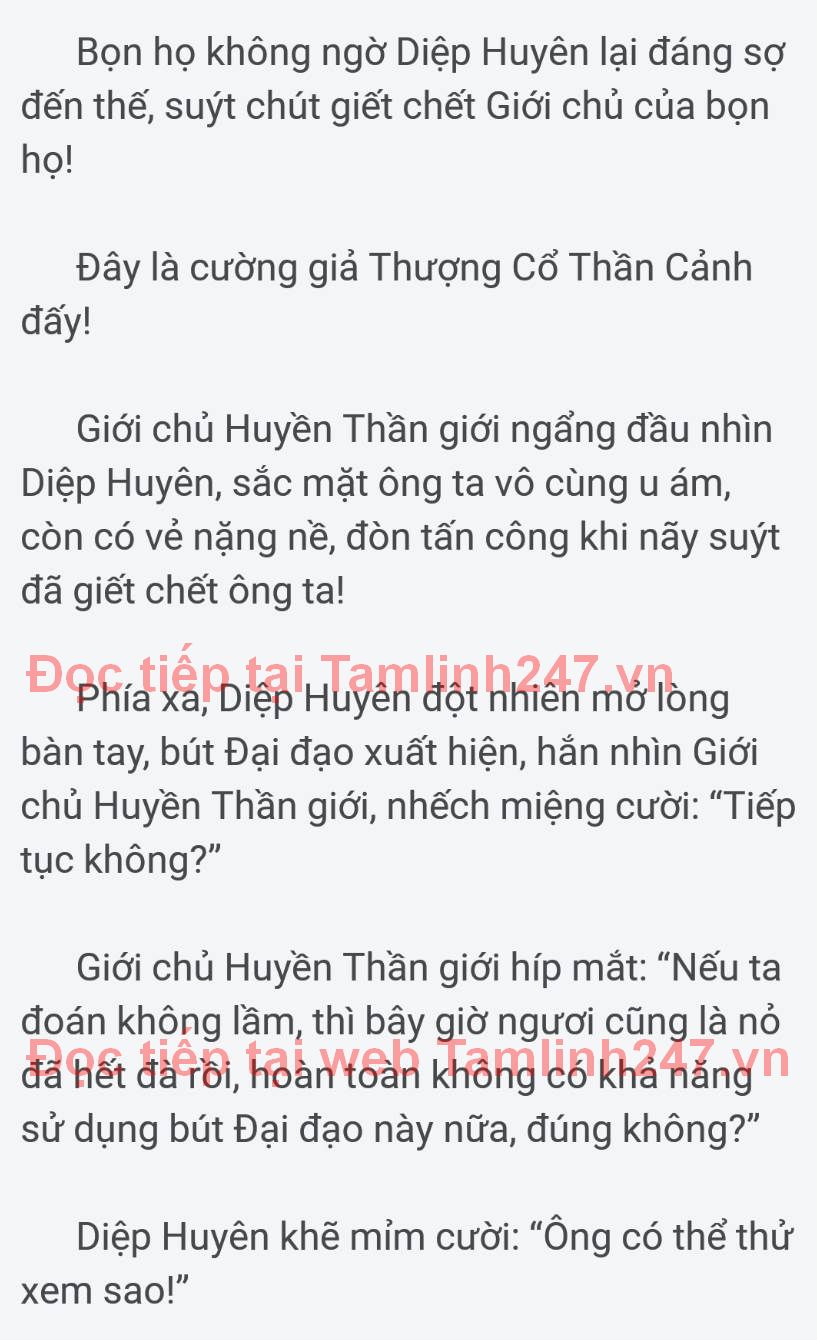 Bọn họ không ngờ Diệp Huyên lại đáng sợ
đến thế, suýt chút giết chết Giới chủ của bọn
họ!
Đây là cường giả Thượng Cổ Thần Cảnh
đấy!
Giới chủ Huyền Thần giới ngẩng đầu nhìn
Diệp Huyên, sắc mặt ông ta vô cùng u ám,
còn có vẻ nặng nề, đòn tấn công khi nãy suýt
đã giết chết ông ta!
Đọc tiếp tại Tamlinh247.vn
Phía xa, Diệp Huyên đột nhiên mở lòng
bàn tay, bút Đại đạo xuất hiện, hắn nhìn Giới
chủ Huyền Thần giới, nhếch miệng cười: “Tiếp
tục không?”
Giới chủ Huyền Thần giới híp mắt: “Nếu ta
đoán không lầm, thì bây giờ ngươi cũng là nỏ
Đọc tiếp tại web Tamlinh247.vn
đã hết đà rồi, hoàn toàn không có khả năng
sử dụng bút Đại đạo này nữa, đúng không?”
Diệp Huyên khẽ mỉm cười: “Ông có thể thử
xem sao!”